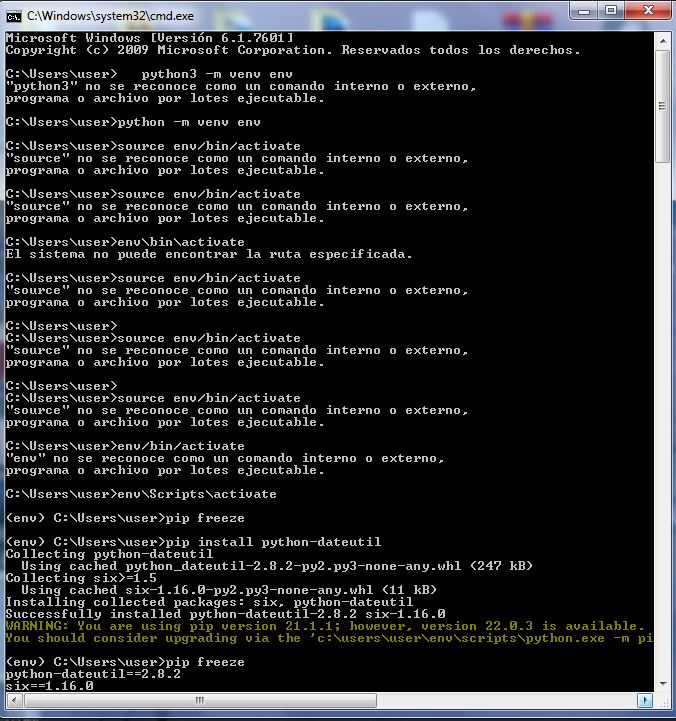 C:\Windows\system32\cmd.exe
Microsoft Windows [Versión 6.1.7601]
Copyright (c) 2009 Microsoft Corporation. Reservados todos los derechos.
C:\Users\user>   python3 -m venv env
"python3" no se reconoce como un comando interno o externo,
programa o archivo por lotes ejecutable.
C:\Users\user>python -m venv env
C:\Users\user>source env/bin/activate
"source" no se reconoce como un comando interno o externo,
programa o archivo por lotes ejecutable.
C:\Users\user>source env/bin/activate
"source" no se reconoce como un comando interno o externo,
programa o archivo por lotes ejecutable.
C:\Users\user>env\bin\activate
El sistema no puede encontrar la ruta especificada.
C:\Users\user>source env/bin/activate
"source" no se reconoce como un comando interno o externo,
programa o archivo por lotes ejecutable.
C:\Users\user>
C:\Users\user>source env/bin/activate
"source" no se reconoce como un comando interno o externo,
programa o archivo por lotes ejecutable.
C:\Users\user>
C:\Users\user>source env/bin/activate
"source" no se reconoce como un comando interno o externo,
programa o archivo por lotes ejecutable.
C:\Users\user>env/bin/activate
"env" no se reconoce como un comando interno o externo,
programa o archivo por lotes ejecutable.
C:\Users\user>env\Scripts\activate
(env) C:\Users\user>pip freeze
(env) C:\Users\user>pip install python-dateutil
Collecting python-dateutil
  Using cached python_dateutil-2.8.2-py2.py3-none-any.whl (247 kB)
Collecting six>=1.5
  Using cached six-1.16.0-py2.py3-none-any.whl (11 kB)
Installing collected packages: six, python-dateutil
Successfully installed python-dateutil-2.8.2 six-1.16.0
WARNING: You are using pip version 21.1.1; however, version 22.0.3 is available.
You should consider upgrading via the 'c:\users\user\env\scripts\python.exe -m pi
(env) C:\Users\user>pip freeze
python-dateutil==2.8.2
six==1.16.0